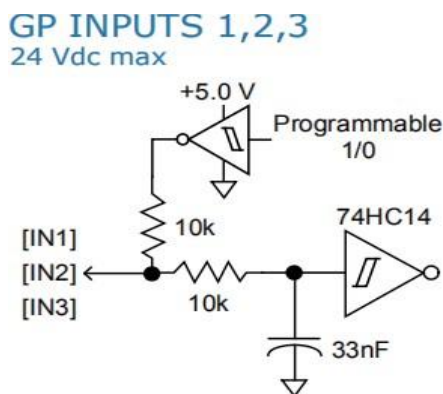 GP INPUTS 1,2,3
24 Vdc max
+5.0 V
Programmable
1/0
74HC14
10k
[IN1]
[IN2]
[IN3]
10k
33nF